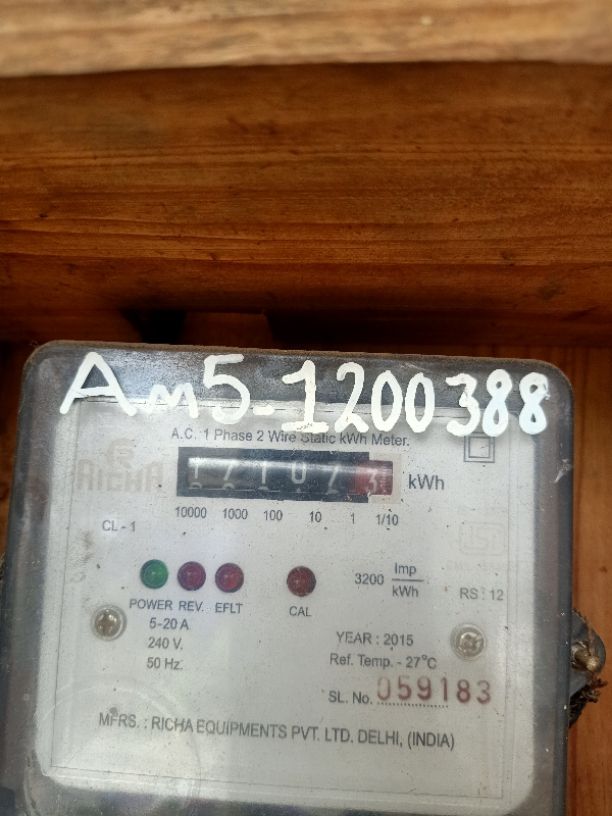 Am5-1200388
A.C. 1 Phase 2 Wire Static kWh Meter.
RICHA
kWh
10000 1000 100 10 1 1/10
CL - 1
3200 Imp
kWh
RS : 12
POWER REV. EFLT CAL
5-20 A
240 V.
50 Hz.
YEAR : 2015
Ref. Temp. - 27°C
SL. No. 059183
MFRS. : RICHA EQUIPMENTS PVT. LTD. DELHI, (INDIA)